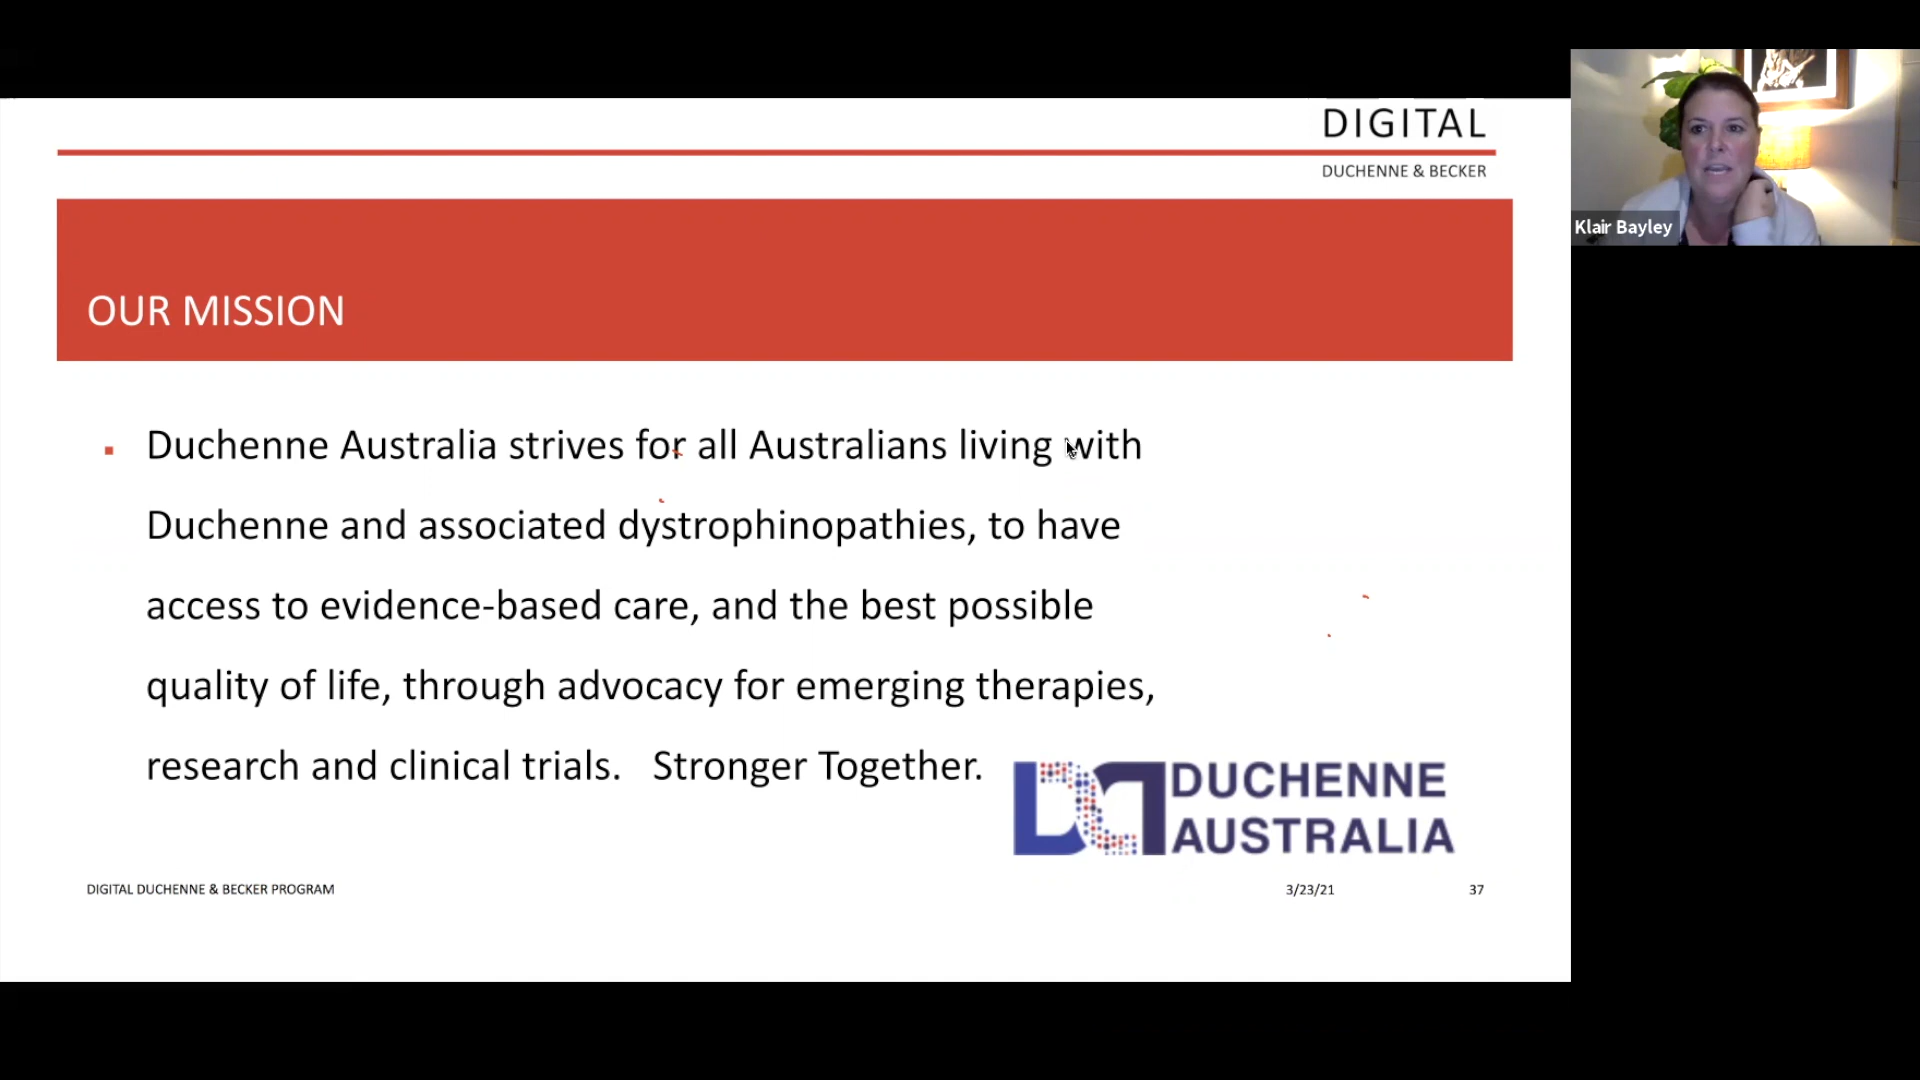 DIGITAL
DUCHENNE & BECKER
Klair Bayley
OUR MISSION
Duchenne Australia strives for all Australians living with
Duchenne and associated dystrophinopathies, to have
access to evidence-based care, and the best possible
quality of life, through advocacy for emerging therapies,
research and clinical trials. Stronger Together.
DUCHENNE
AUSTRALIA
DIGITAL DUCHENNE & BECKER PROGRAM
3/23/21
37